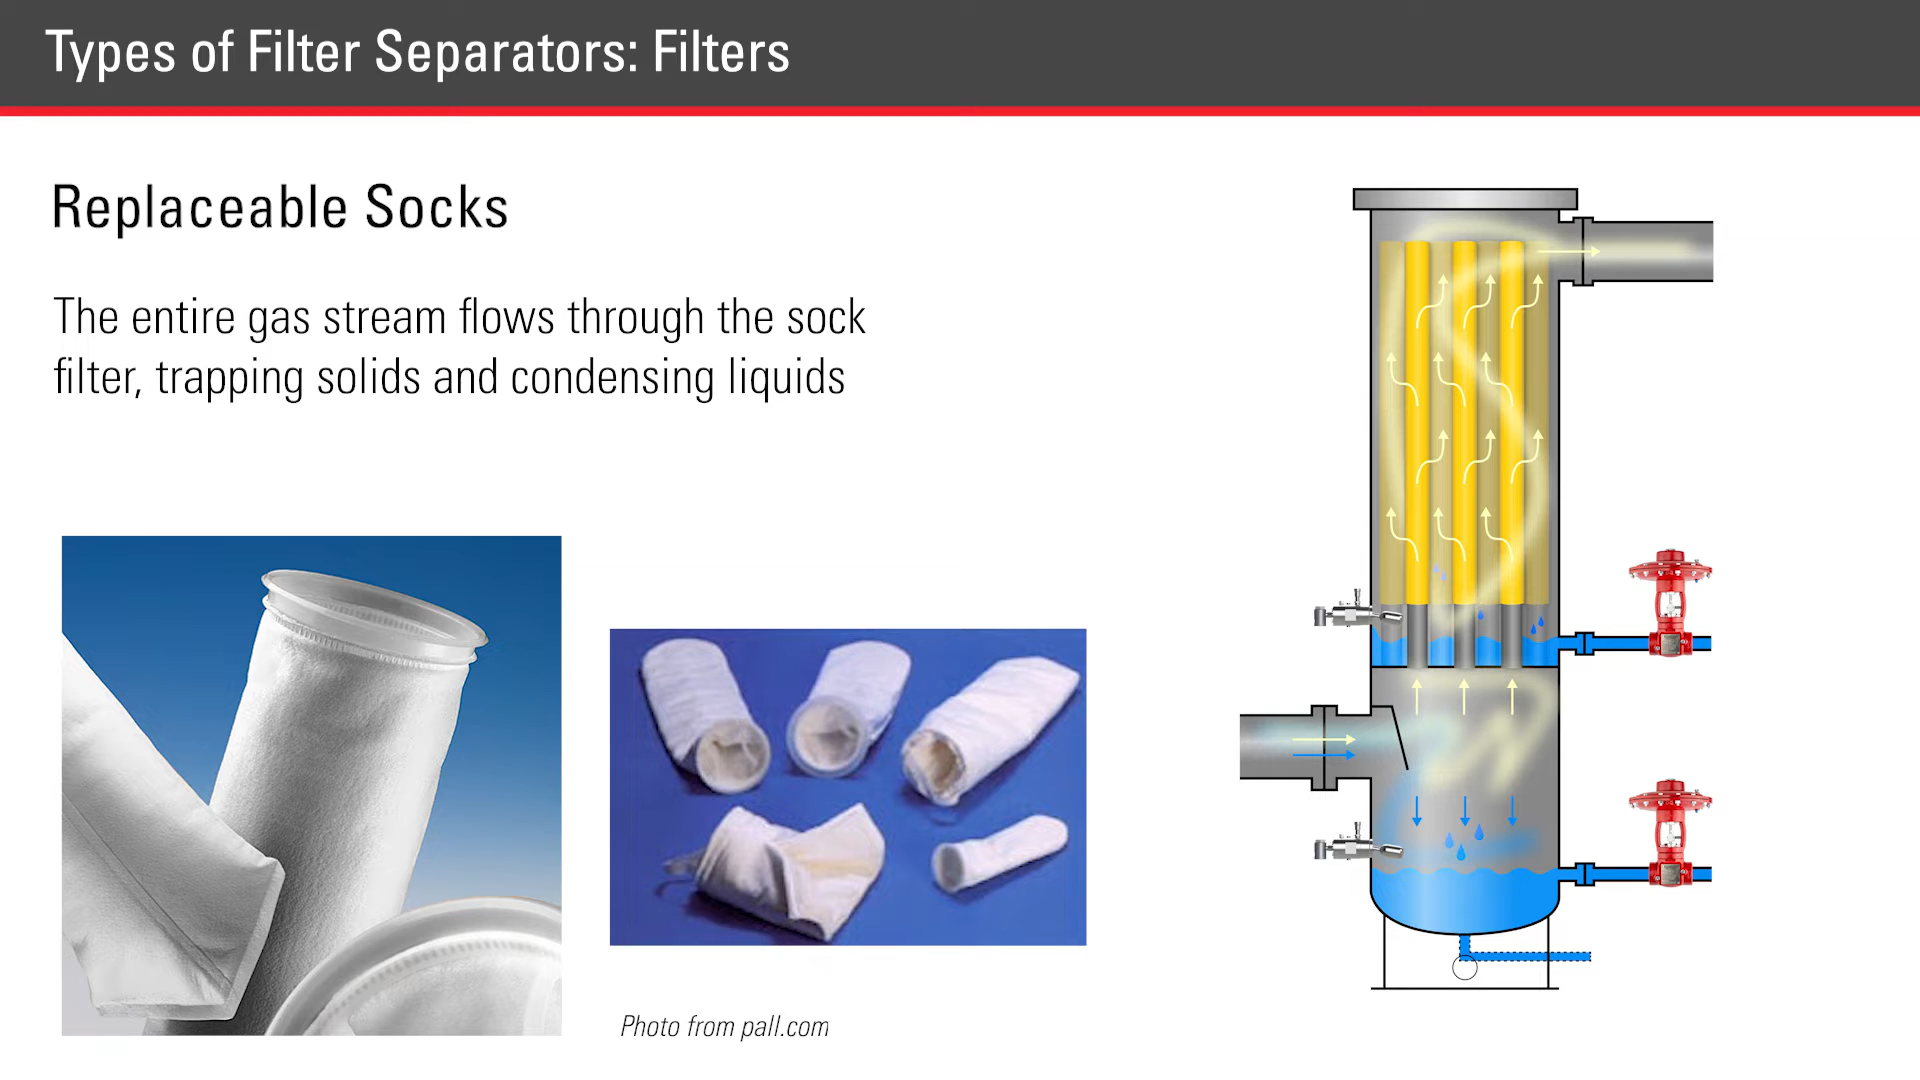 Types of Filter Separators: Filters
Replaceable Socks
The entire gas stream flows through the sock
filter, trapping solids and condensing liquids
Photo from pall.com